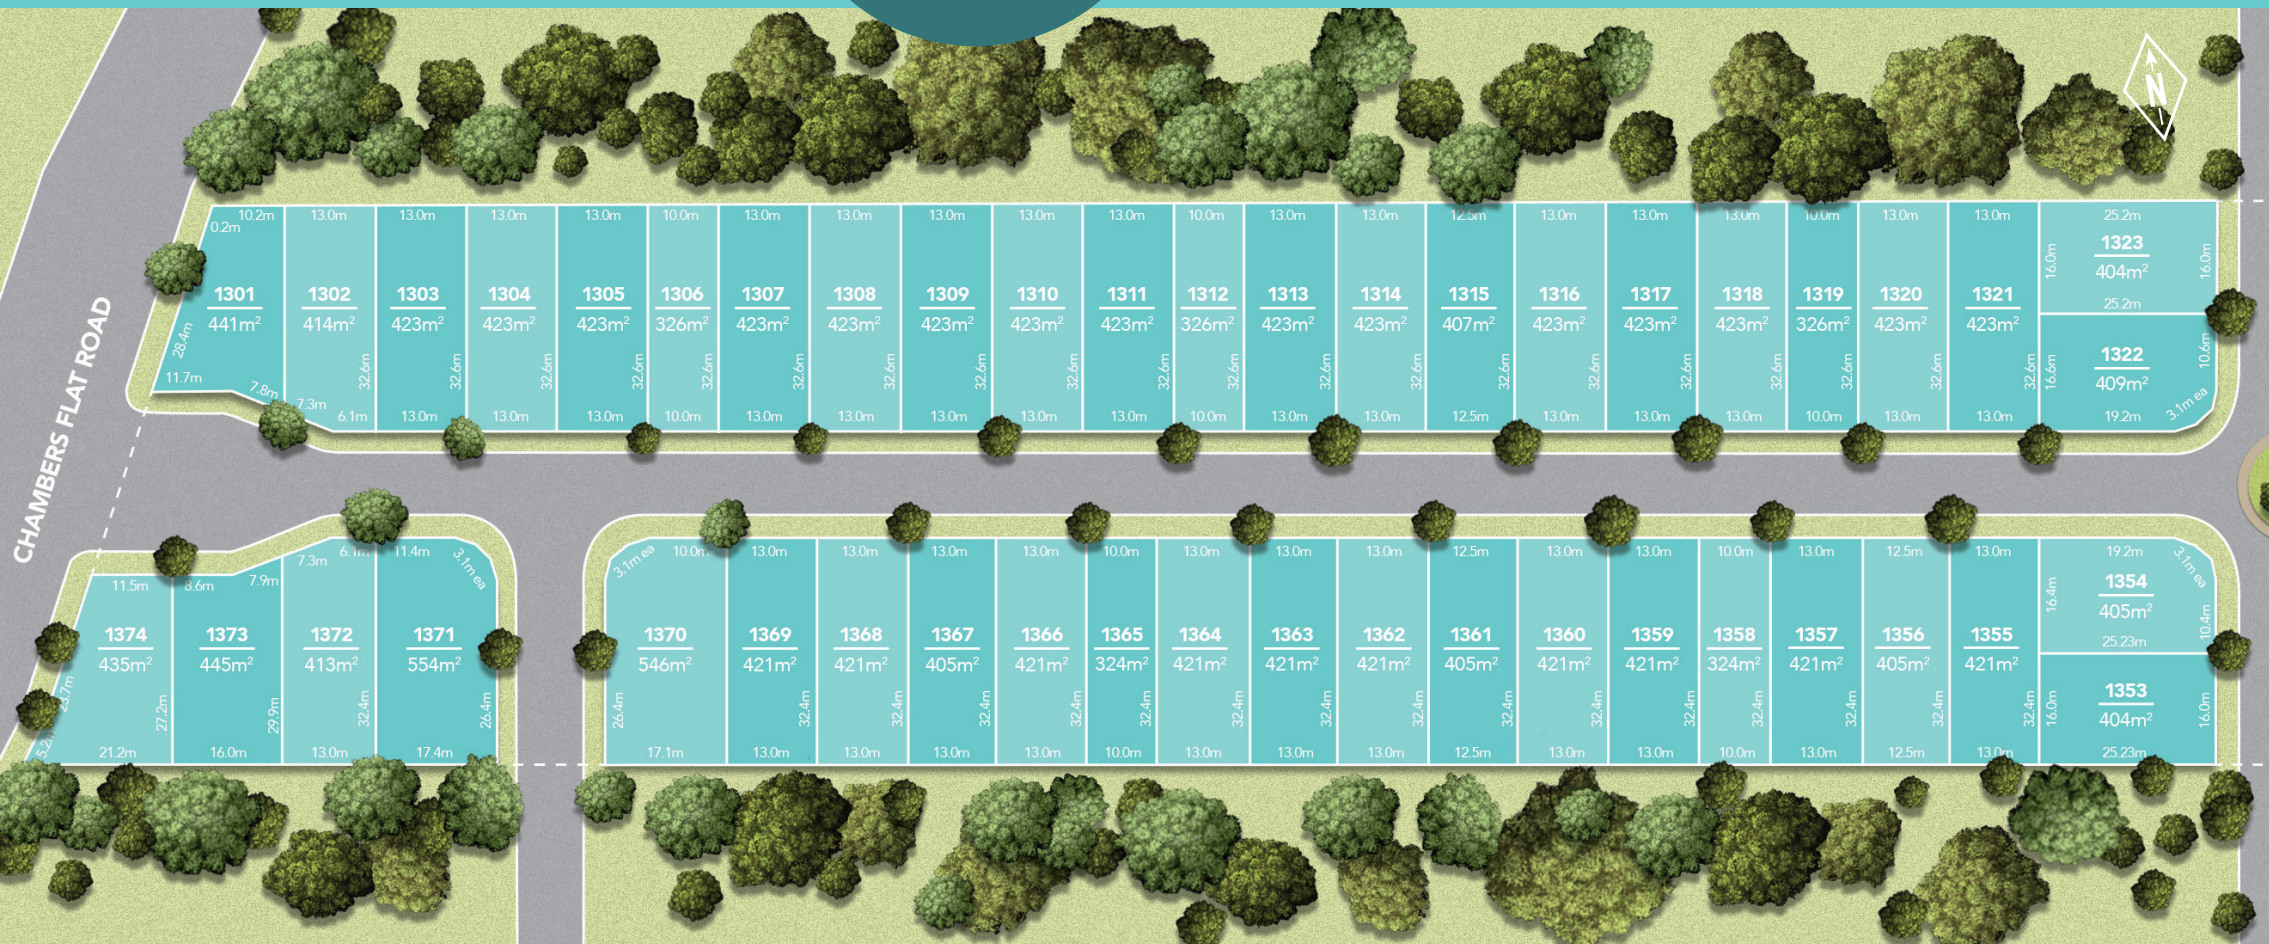 N
CHAMBERS FLAT ROAD
10.2m 13.0m 13.0m 13.0m 13.0m 10.0m 13.0m 13.0m 13.0m 13.0m 13.0m 10.0m 13.0m 13.0m 12.5m 13.0m 13.0m 13.0m 10.0m 13.0m 13.0m 25.2m
0.2m
1323
404m²
16.0m 16.0m
25.2m
1301 1302 1303 1304 1305 1306 1307 1308 1309 1310 1311 1312 1313 1314 1315 1316 1317 1318 1319 1320 1321
441m² 414m² 423m² 423m² 423m² 326m² 423m² 423m² 423m² 423m² 423m² 326m² 423m² 423m² 407m² 423m² 423m² 423m² 326m² 423m² 423m²
1322
409m²
28.4m 32.6m 32.6m 32.6m 32.6m 32.6m 32.6m 32.6m 32.6m 32.6m 32.6m 32.6m 32.6m 32.6m 32.6m 32.6m 32.6m 32.6m 32.6m 32.6m 32.6m 16.6m 10.6m
11.7m 7.8m 7.3m 6.1m 13.0m 13.0m 13.0m 10.0m 13.0m 13.0m 13.0m 13.0m 13.0m 10.0m 13.0m 13.0m 12.5m 13.0m 13.0m 13.0m 10.0m 13.0m 13.0m 19.2m 3.1m ea
11.5m 8.6m 7.9m 7.3m 11.4m 3.1m ea 3.1m ea 10.0m 13.0m 13.0m 13.0m 13.0m 10.0m 13.0m 13.0m 13.0m 12.5m 13.0m 13.0m 10.0m 13.0m 12.5m 13.0m 19.2m 3.1m ea
1354
405m²
16.4m 10.4m
25.23m
1374 1373 1372 1371 1370 1369 1368 1367 1366 1365 1364 1363 1362 1361 1360 1359 1358 1357 1356 1355
435m² 445m² 413m² 554m² 546m² 421m² 421m² 405m² 421m² 324m² 421m² 421m² 421m² 405m² 421m² 421m² 324m² 421m² 405m² 421m²
1353
404m²
27.2m 29.9m 32.4m 26.4m 26.4m 32.4m 32.4m 32.4m 32.4m 32.4m 32.4m 32.4m 32.4m 32.4m 32.4m 32.4m 32.4m 32.4m 32.4m 32.4m 16.0m 16.0m
21.2m 16.0m 13.0m 17.4m 17.1m 13.0m 13.0m 13.0m 13.0m 10.0m 13.0m 13.0m 13.0m 12.5m 13.0m 13.0m 10.0m 13.0m 12.5m 13.0m 25.23m